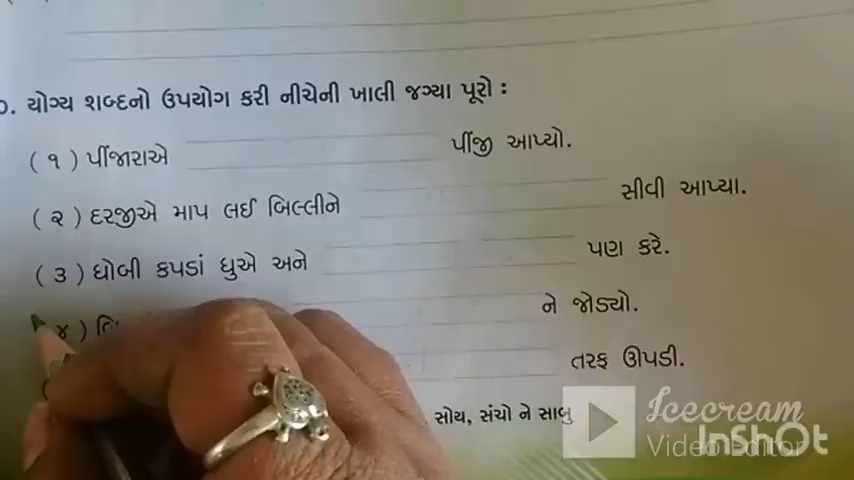 ૦. યોગ્ય શબ્દનો ઉપયોગ કરી નીચેની ખાલી જગ્યા પૂરો :
( ૧ ) પીંજારાએ પીંજી આપ્યો.
( ૨ ) દરજીએ માપ લઈ બિલ્લીને સીવી આપ્યા.
( ૩ ) ધોબી કપડાં ધુએ અને પણ કરે.
૪ ) ને જોડ્યો.
તરફ ઊપડી.
સોય, સંચો ને સાબુ
Icecream
Video Editor
InShOt